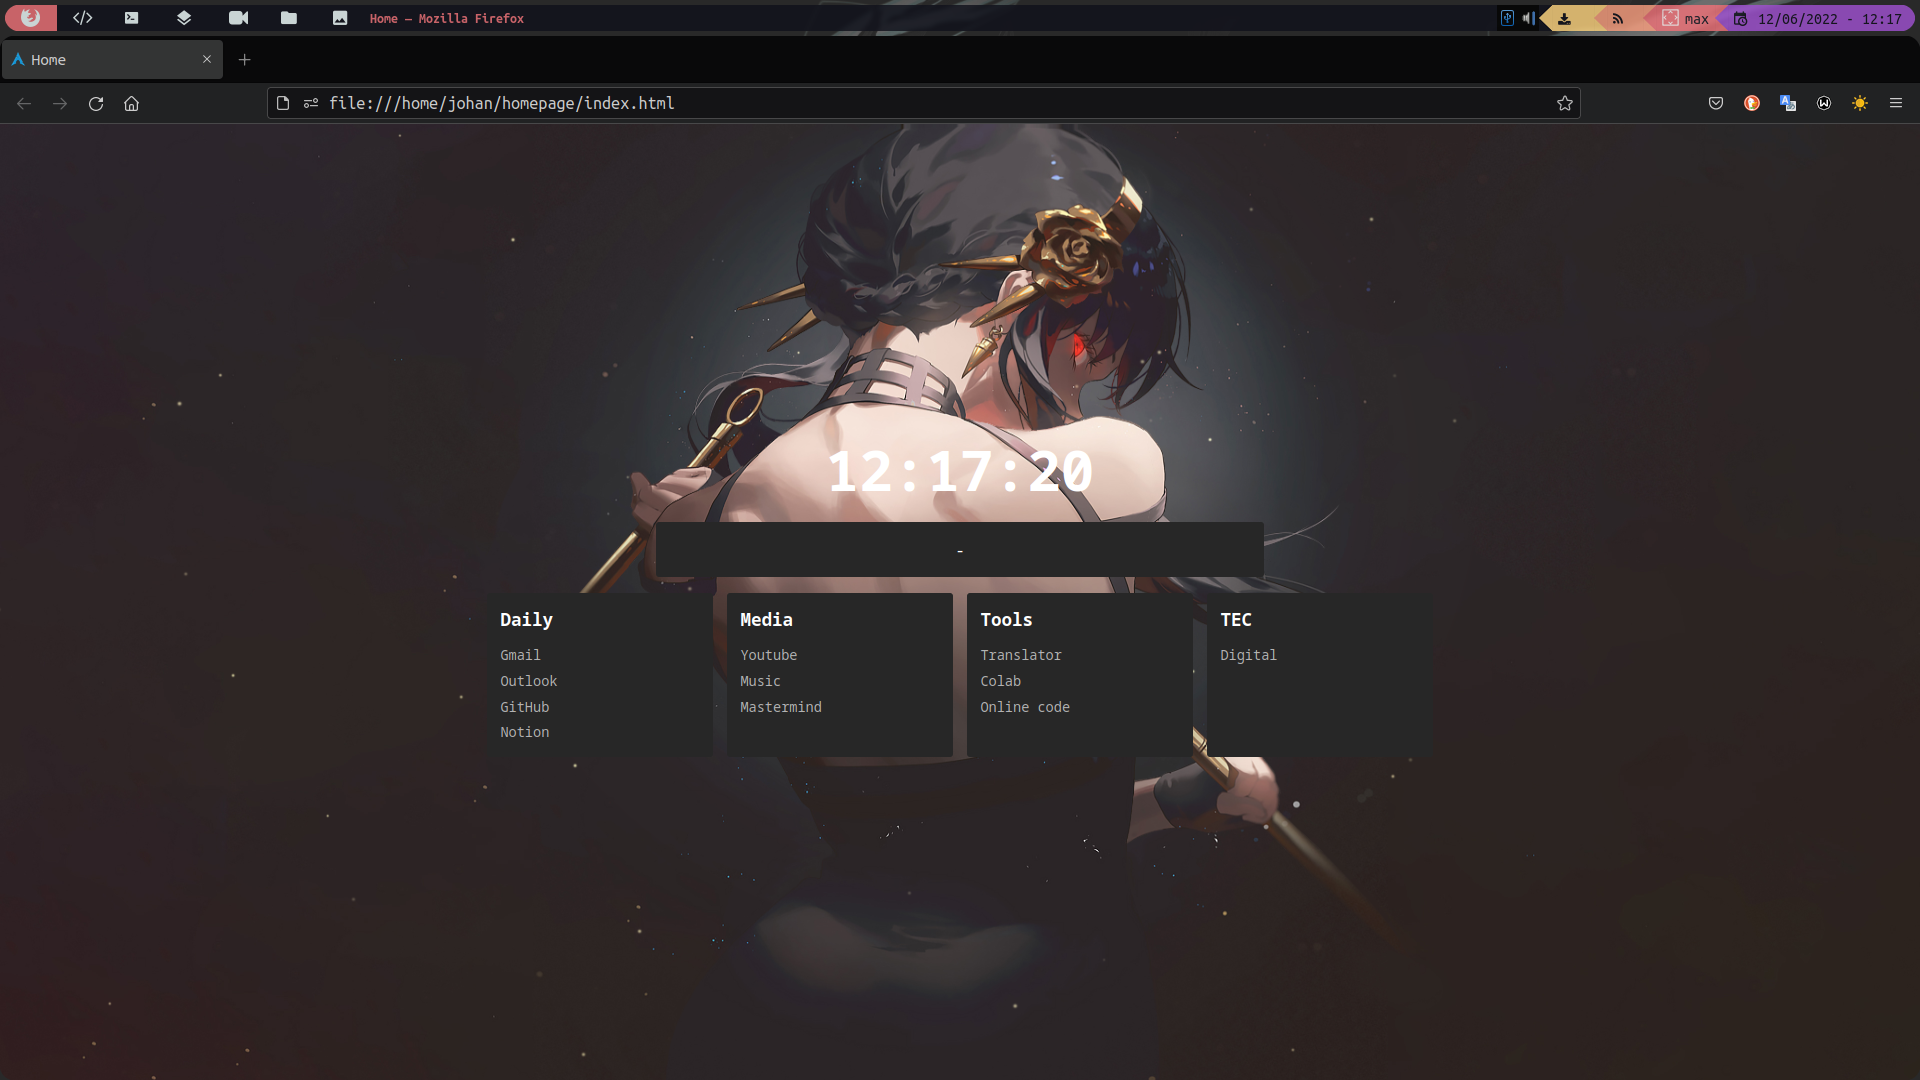 Home — Mozilla Firefox
max
12/06/2022 - 12:17
Home
file:///home/johan/homepage/index.html
12:17:20
-
Daily
Gmail
Outlook
GitHub
Notion
Media
Youtube
Music
Mastermind
Tools
Translator
Colab
Online code
TEC
Digital